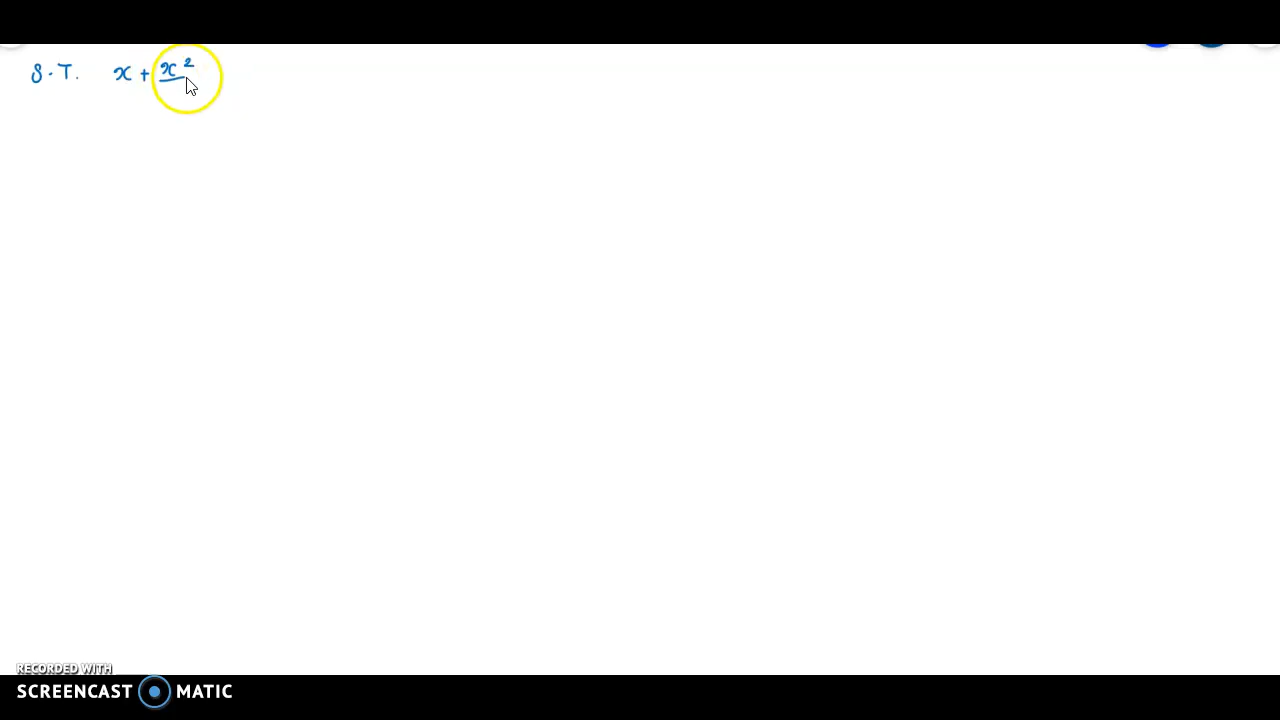 S.T. x + x²
RECORDED WITH
SCREENCAST MATIC